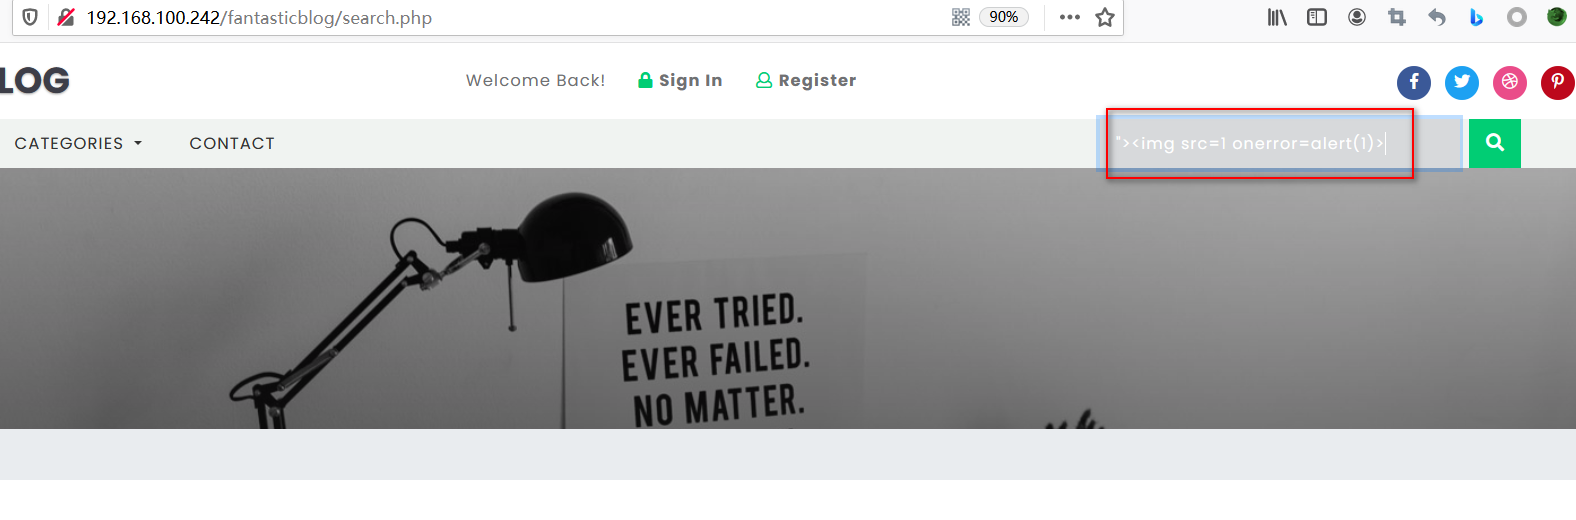 192.168.100.242/fantasticblog/search.php
90%
LOG
Welcome Back!
Sign In
Register
CATEGORIES
CONTACT
"><img src=1 onerror=alert(1)>
EVER TRIED.
EVER FAILED.
NO MATTER.